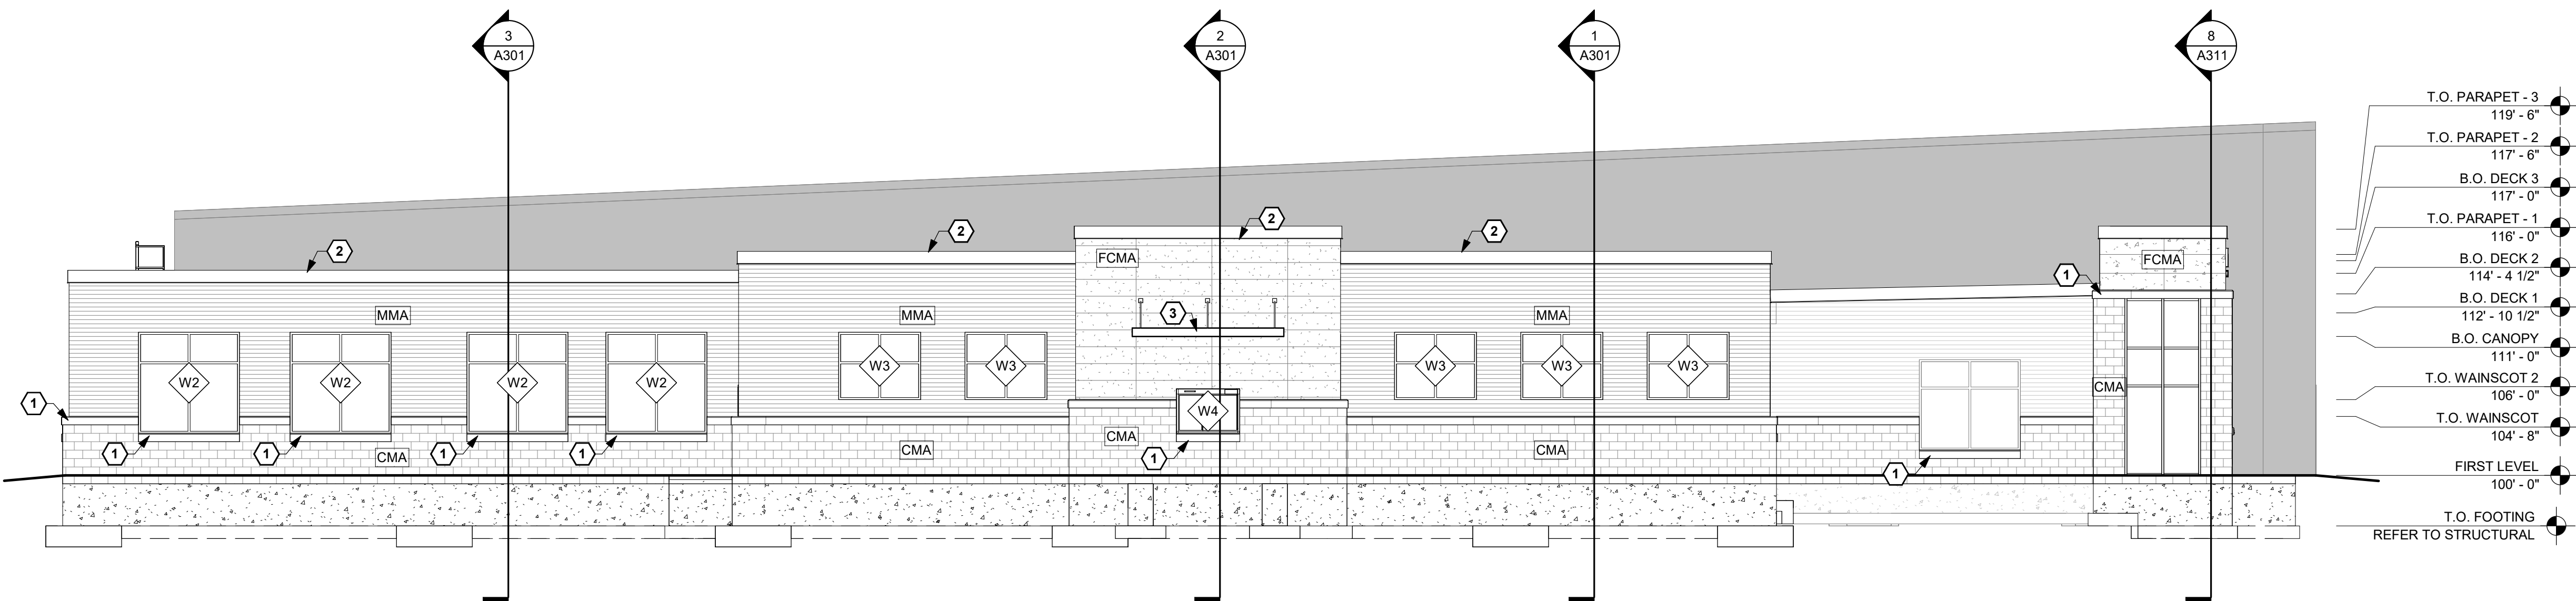 3
A301
2
A301
1
A301
8
A311
T.O. PARAPET - 3
119' - 6"
T.O. PARAPET - 2
117' - 6"
B.O. DECK 3
117' - 0"
T.O. PARAPET - 1
116' - 0"
B.O. DECK 2
114' - 4 1/2"
B.O. DECK 1
112' - 10 1/2"
B.O. CANOPY
111' - 0"
T.O. WAINSCOT 2
106' - 0"
T.O. WAINSCOT
104' - 8"
FIRST LEVEL
100' - 0"
T.O. FOOTING
REFER TO STRUCTURAL
2
2
2
2
FCMA
FCMA
1
MMA
MMA
3
MMA
W2
W2
W2
W2
W3
W3
W3
W3
W3
CMA
1
W4
CMA
1
1
1
1
CMA
CMA
1
CMA
1